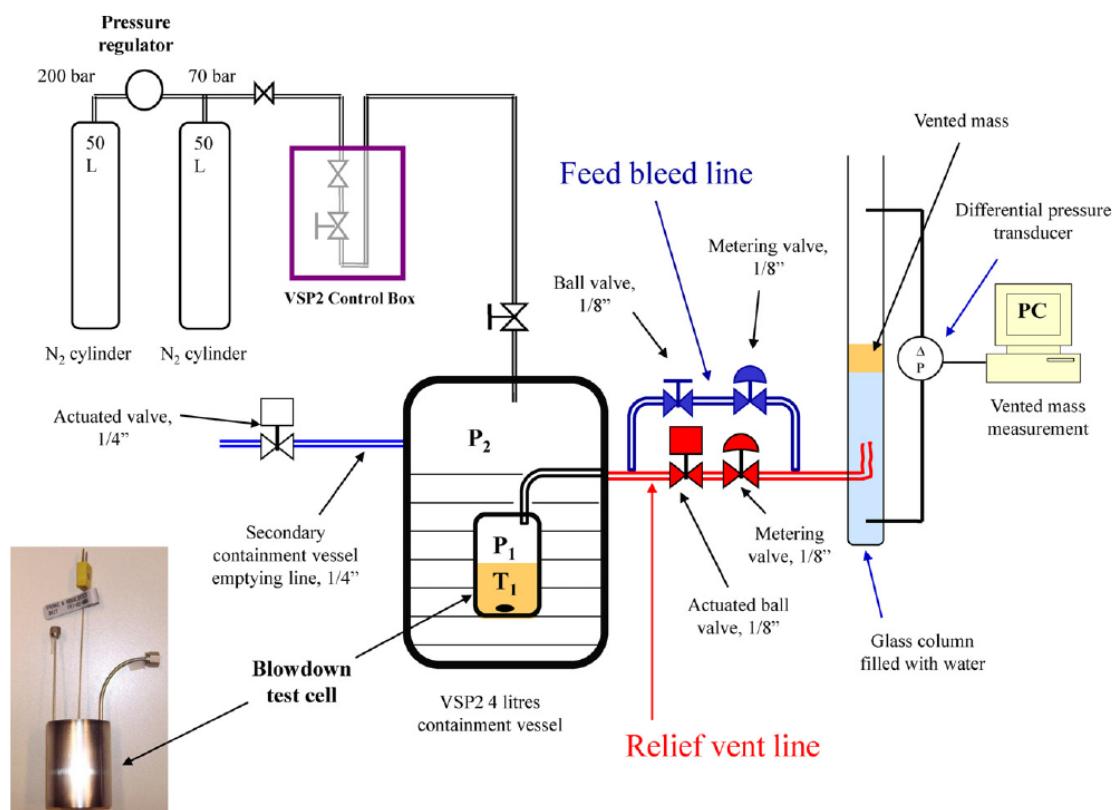 Pressure
regulator
200 bar
70 bar
50
L
50
L
N₂ cylinder
N₂ cylinder
VSP2 Control Box
Vented mass
Feed bleed line
Differential pressure
transducer
Metering valve,
1/8”
Ball valve,
1/8”
PC
Δ
P
Vented mass
measurement
Actuated valve,
1/4”
P₂
P₁
T₁
Secondary
containment vessel
emptying line, 1/4”
Metering
valve, 1/8”
Actuated ball
valve, 1/8”
Glass column
filled with water
Blowdown
test cell
VSP2 4 litres
containment vessel
Relief vent line